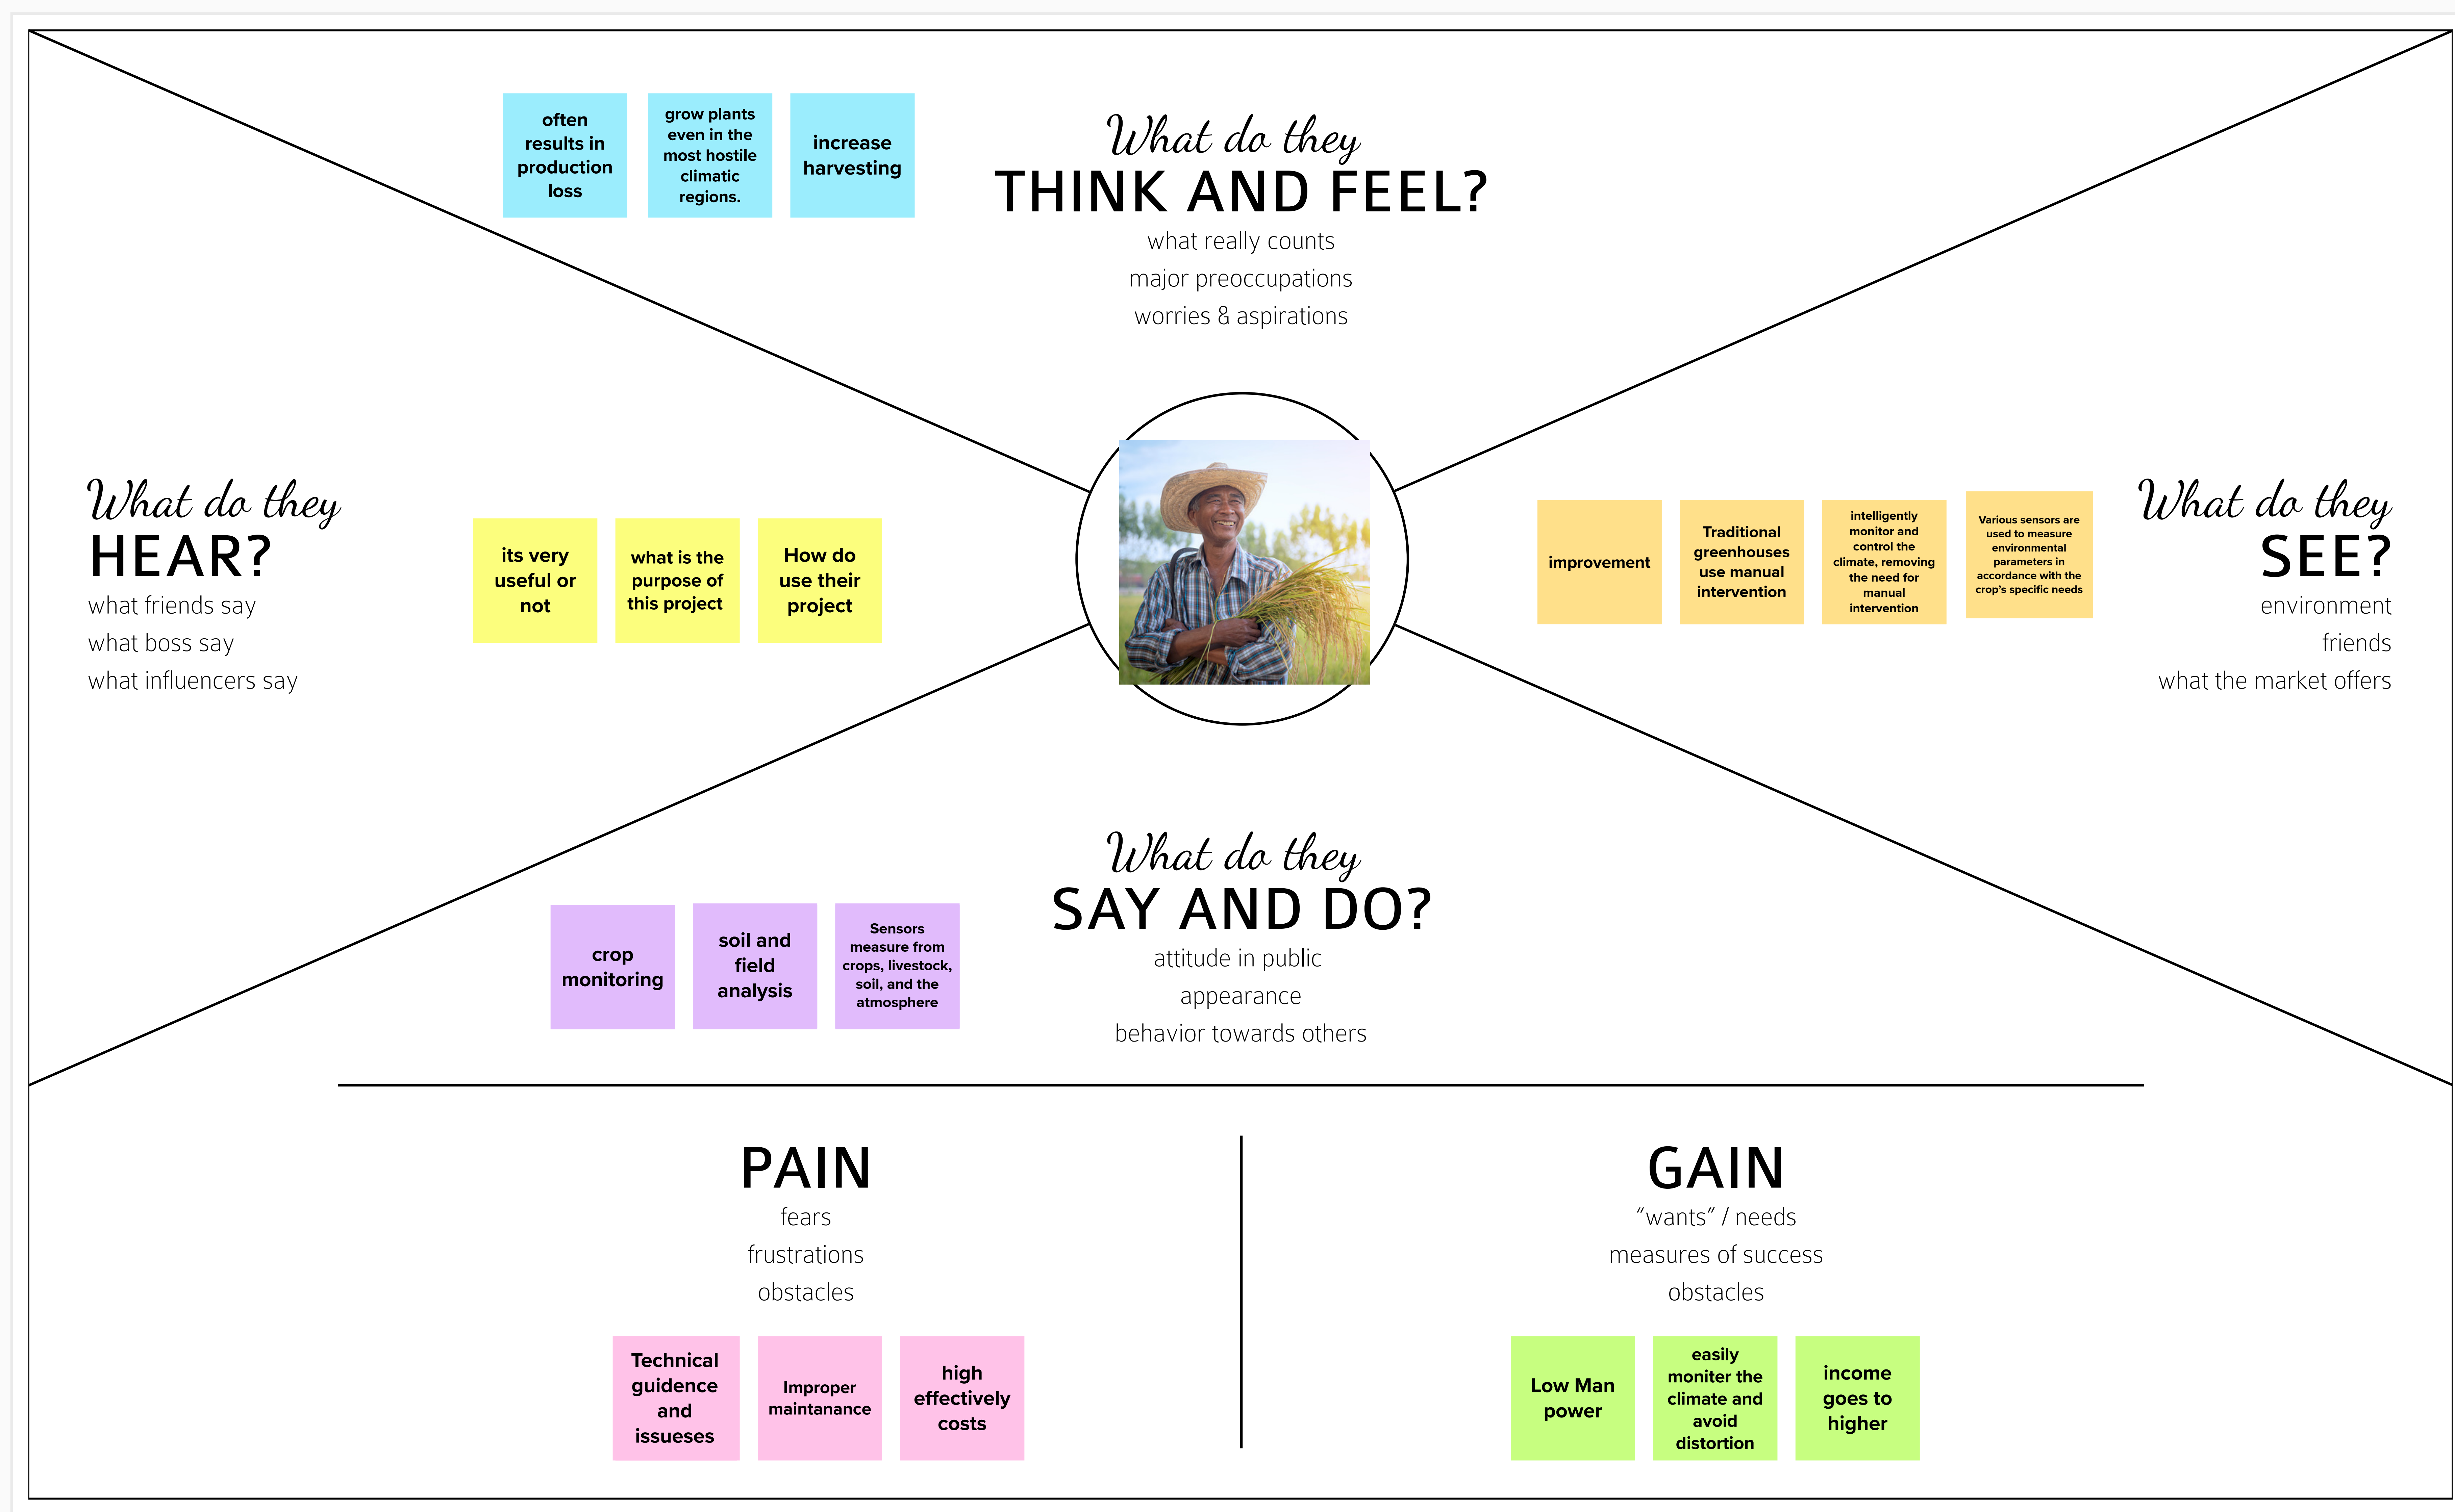 often
results in
production
loss
grow plants
even in the
most hostile
climatic
regions.
increase
harvesting
What do they
THINK AND FEEL?
what really counts
major preoccupations
worries & aspirations
What do they
HEAR?
what friends say
what boss say
what influencers say
its very
useful or
not
what is the
purpose of
this project
How do
use their
project
improvement
Traditional
greenhouses
use manual
intervention
intelligently
monitor and
control the
climate, removing
the need for
manual
intervention
Various sensors are
used to measure
environmental
parameters in
accordance with the
crop's specific needs
What do they
SEE?
environment
friends
what the market offers
What do they
SAY AND DO?
attitude in public
appearance
behavior towards others
crop
monitoring
soil and
field
analysis
Sensors
measure from
crops, livestock,
soil, and the
atmosphere
PAIN
fears
frustrations
obstacles
Technical
guidence
and
issueses
Improper
maintanance
high
effectively
costs
GAIN
“wants” / needs
measures of success
obstacles
Low Man
power
easily
moniter the
climate and
avoid
distortion
income
goes to
higher